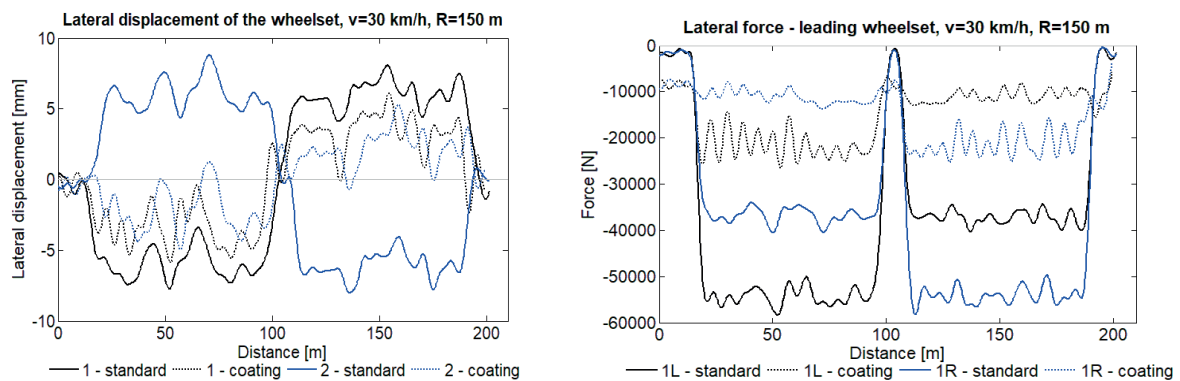 Lateral displacement of the wheelset, v=30 km/h, R=150 m
10
5
0
-5
-10
Lateral displacement [mm]
0 50 100 150 200
Distance [m]
1 - standard 1 - coating 2 - standard 2 - coating
Lateral force - leading wheelset, v=30 km/h, R=150 m
0
-10000
-20000
-30000
-40000
-50000
-60000
Force [N]
0 50 100 150 200
Distance [m]
1L - standard 1L - coating 1R - standard 1R - coating